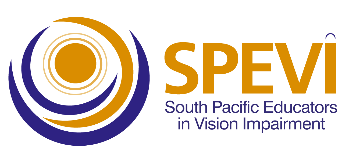 SPEVI
South Pacific Educators
in Vision Impairment